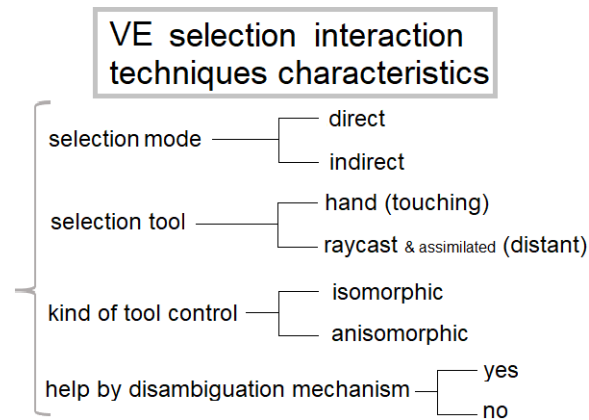 VE selection interaction
techniques characteristics
selection mode
direct
indirect
selection tool
hand (touching)
raycast & assimilated (distant)
kind of tool control
isomorphic
anisomorphic
help by disambiguation mechanism
yes
no